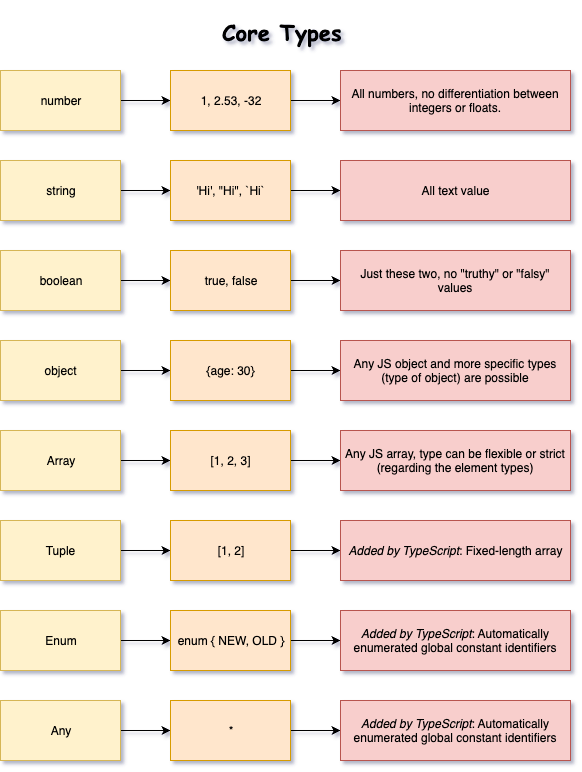 Core Types
number
1, 2.53, -32
All numbers, no differentiation between
integers or floats.
string
'Hi', "Hi", `Hi`
All text value
boolean
true, false
Just these two, no "truthy" or "falsy"
values
object
{age: 30}
Any JS object and more specific types
(type of object) are possible
Array
[1, 2, 3]
Any JS array, type can be flexible or strict
(regarding the element types)
Tuple
[1, 2]
Added by TypeScript: Fixed-length array
Enum
enum { NEW, OLD }
Added by TypeScript: Automatically
enumerated global constant identifiers
Any
*
Added by TypeScript: Automatically
enumerated global constant identifiers